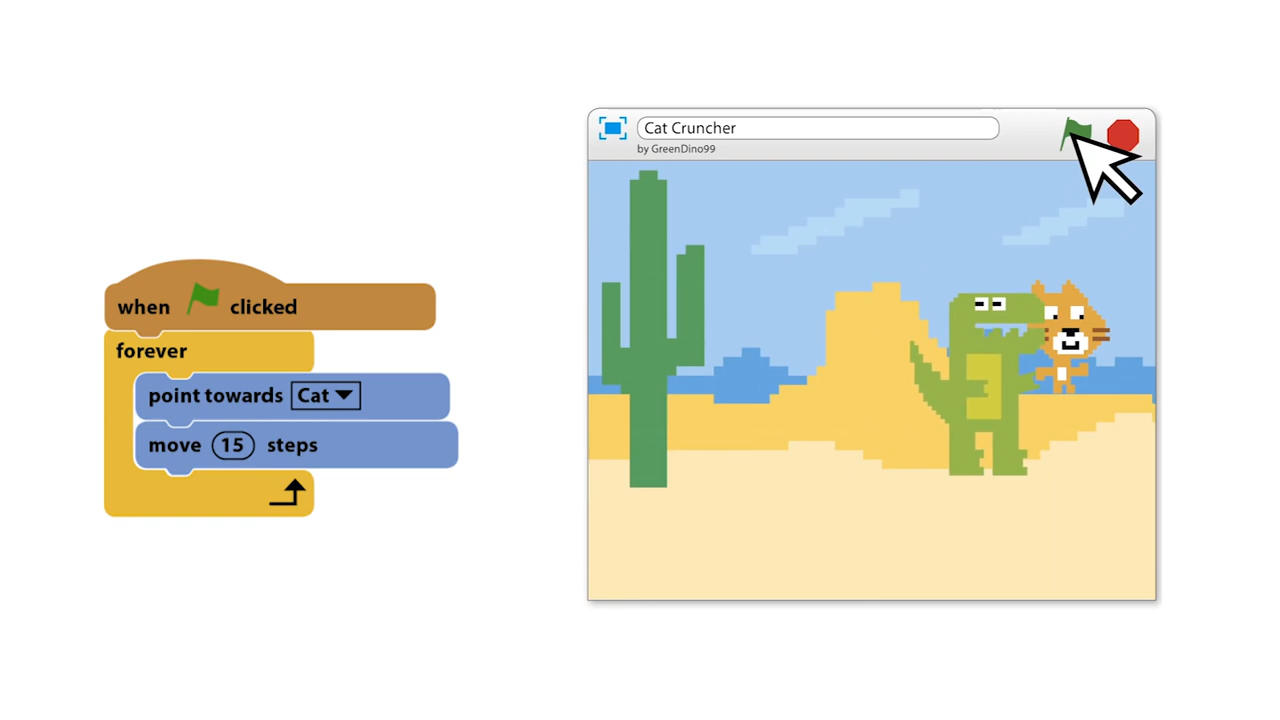 when clicked
forever
point towards Cat
move 15 steps
Cat Cruncher
by GreenDino99